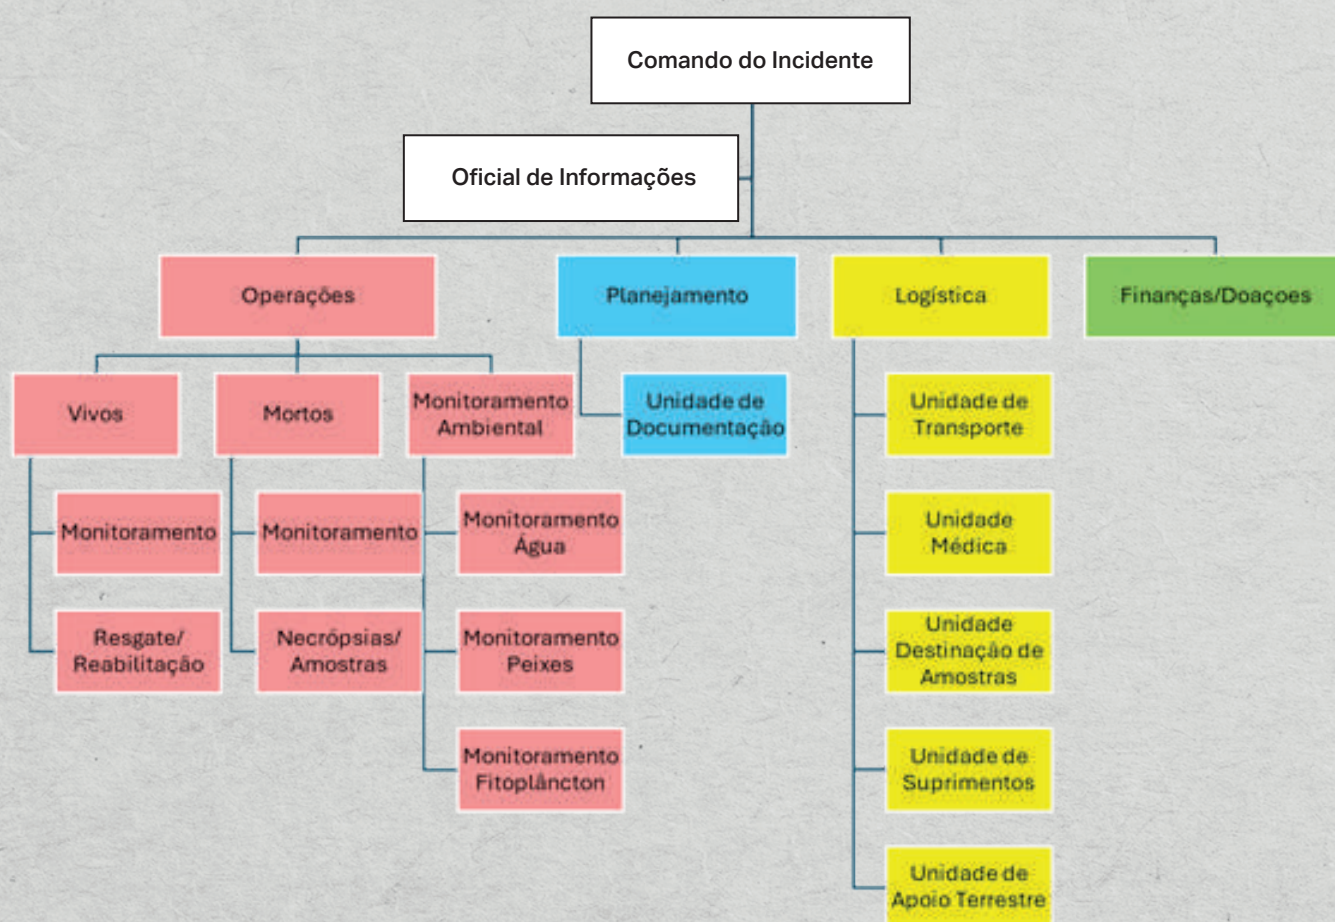 Comando do Incidente
Oficial de Informações
Operações
Planejamento
Logística
Finanças/Doaçoes
Vivos
Mortos
Monitoramento
Ambiental
Unidade de
Documentação
Unidade de
Transporte
Monitoramento
Monitoramento
Monitoramento
Água
Unidade
Médica
Resgate/
Reabilitação
Necrópsias/
Amostras
Monitoramento
Peixes
Unidade
Destinação de
Amostras
Monitoramento
Fitoplâncton
Unidade de
Suprimentos
Unidade de
Apoio Terrestre